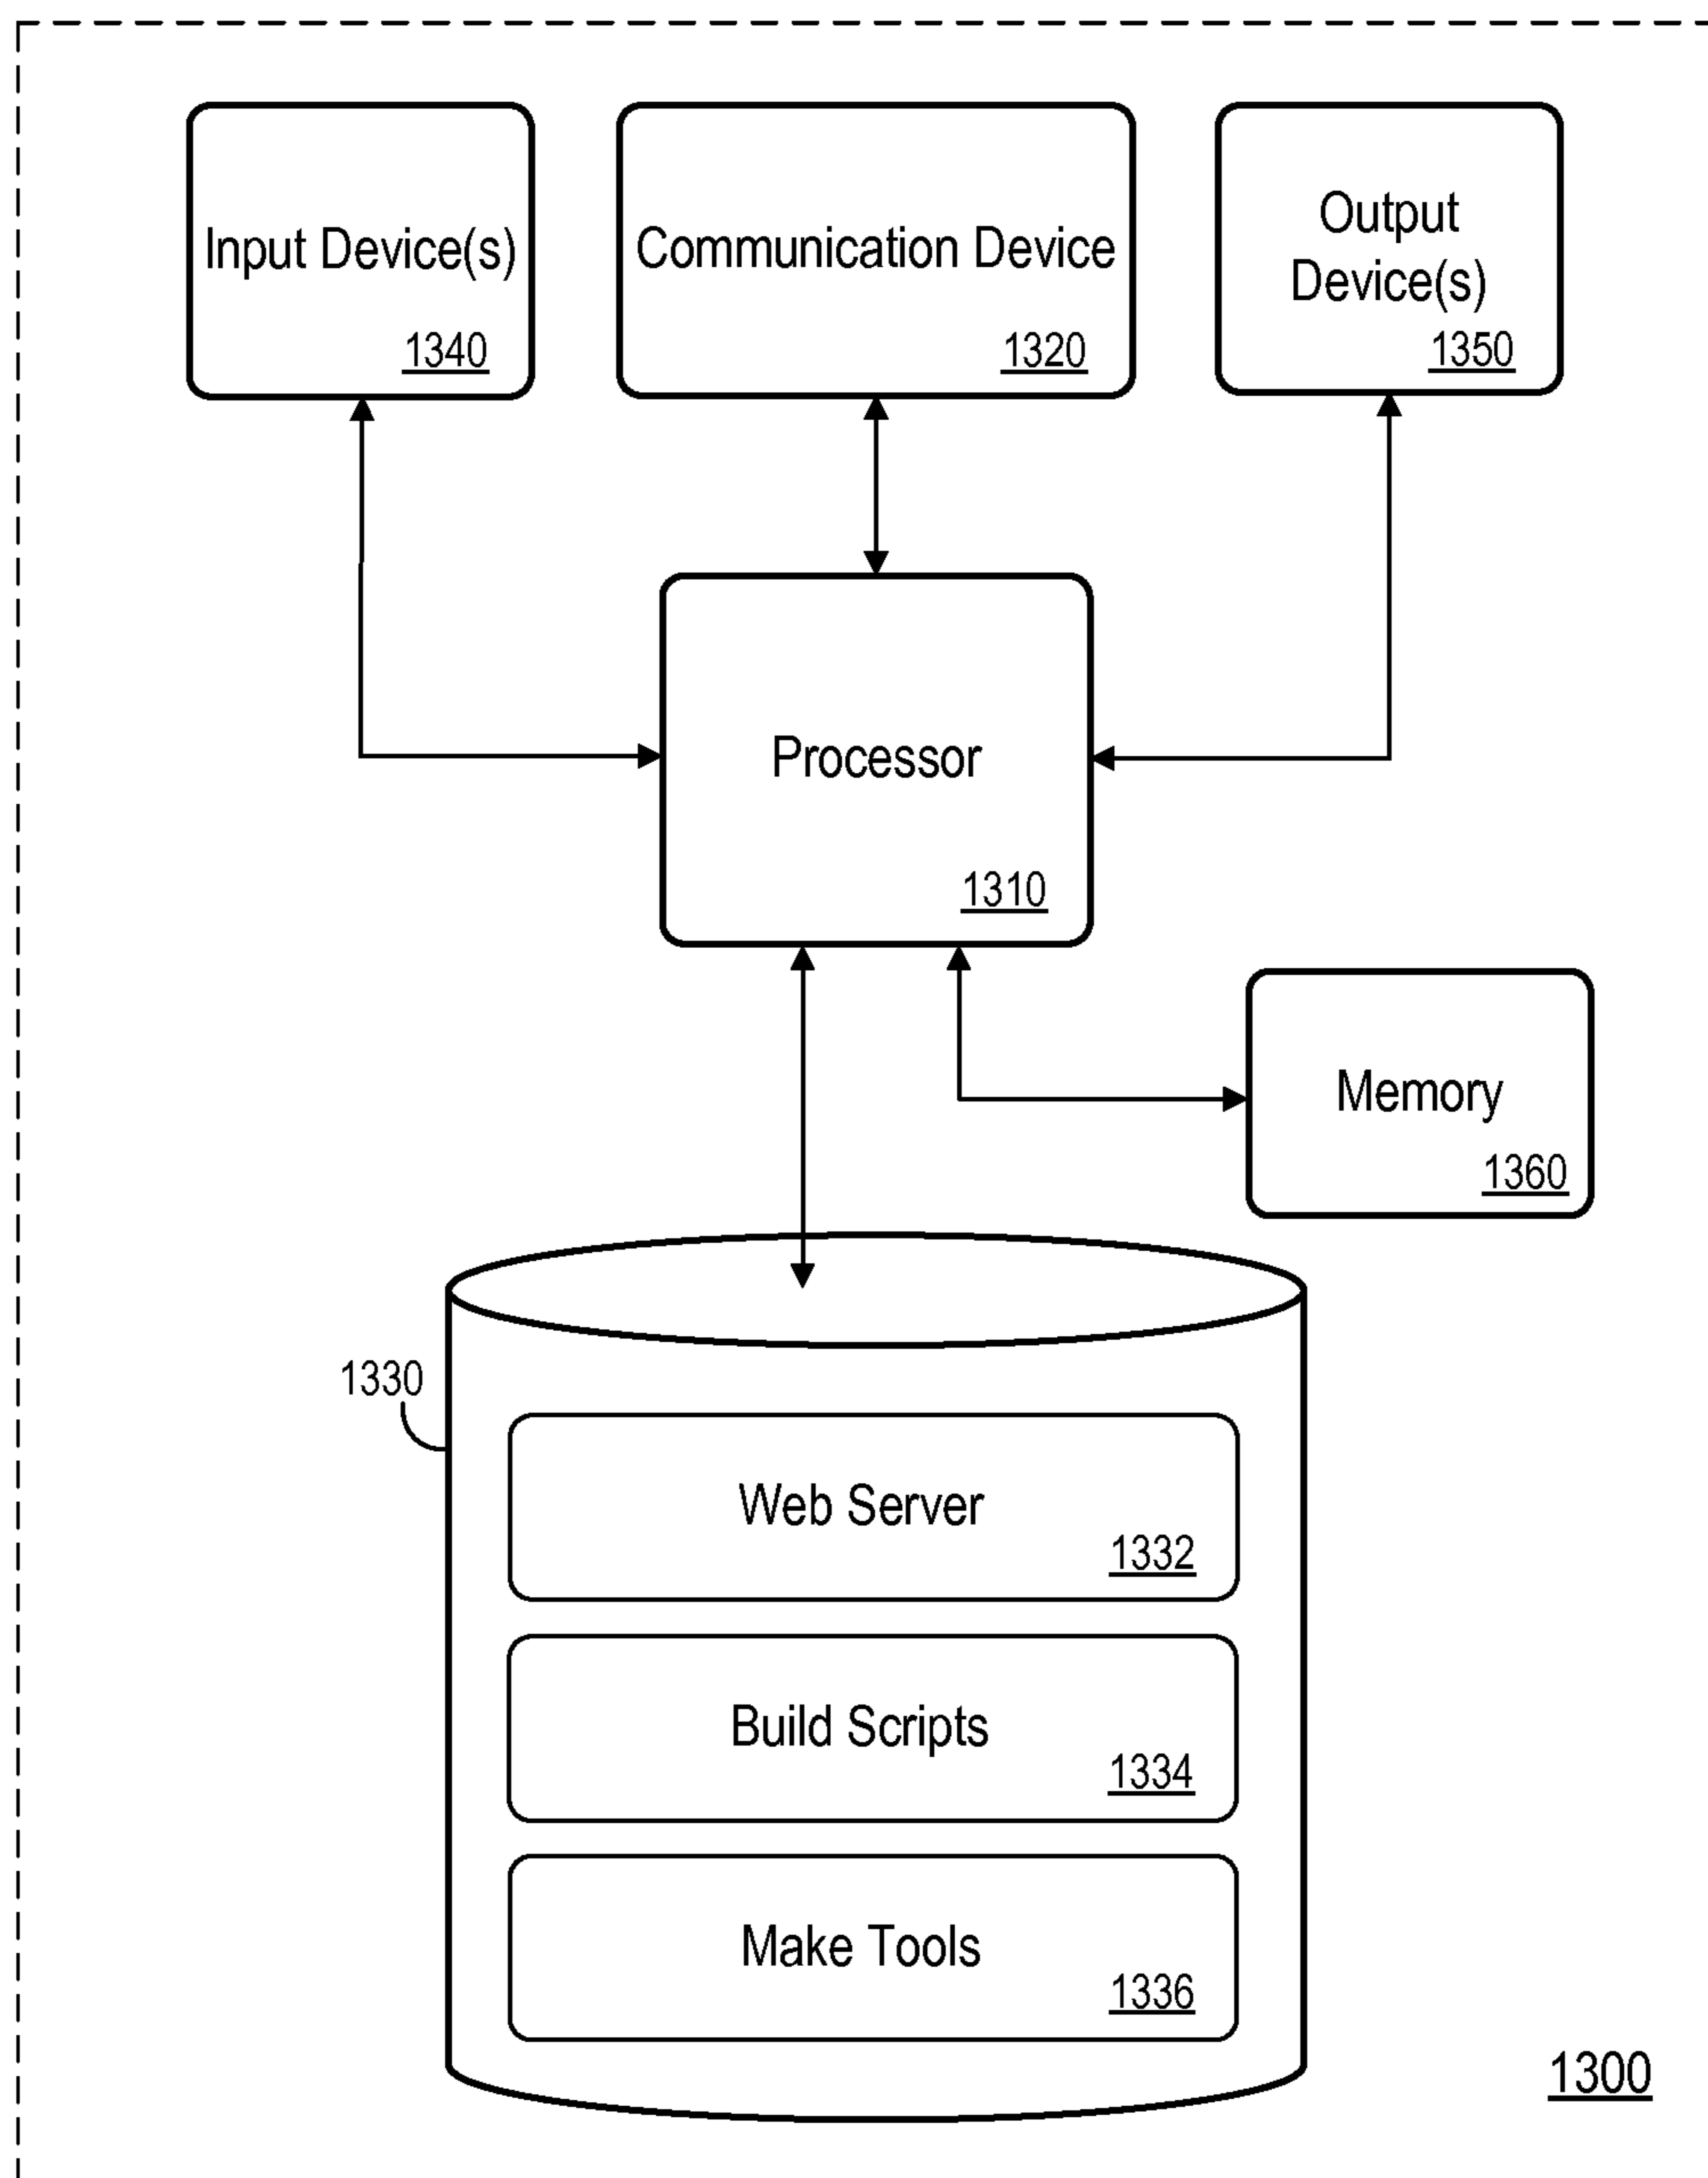 Input Device(s)
1340
Communication Device
1320
Output
Device(s)
1350
Processor
1310
Memory
1360
1330
Web Server
1332
Build Scripts
1334
Make Tools
1336
1300